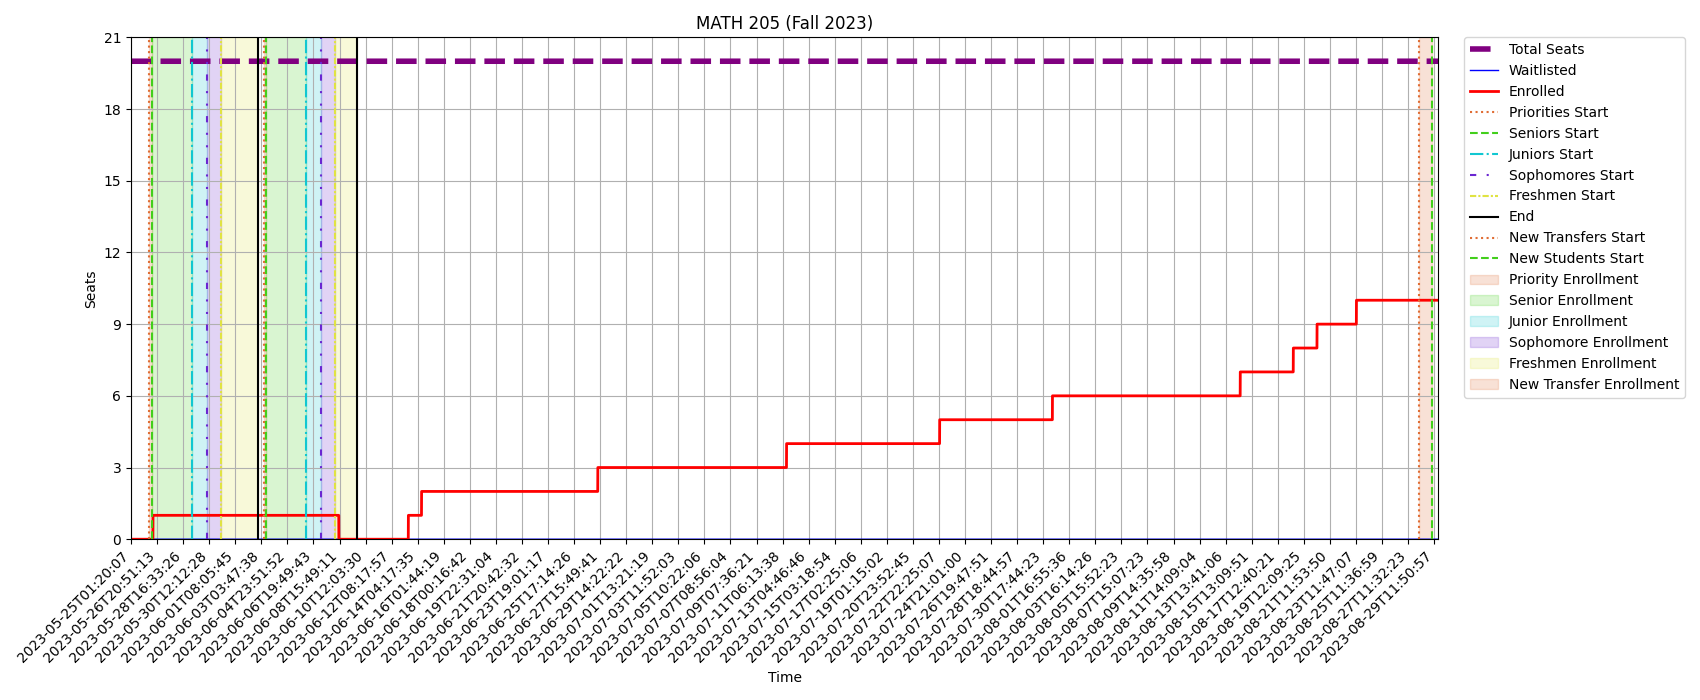 MATH 205 (Fall 2023)
Seats
21
18
15
12
9
6
3
0
2023-05-25T01:20:07
2023-05-26T20:51:13
2023-05-28T16:33:26
2023-05-30T12:12:28
2023-06-01T08:05:45
2023-06-03T03:47:38
2023-06-04T23:51:52
2023-06-06T19:49:43
2023-06-08T15:49:11
2023-06-10T12:03:30
2023-06-12T08:17:57
2023-06-14T04:17:35
2023-06-16T01:44:19
2023-06-18T00:16:42
2023-06-19T22:31:04
2023-06-21T20:42:32
2023-06-23T19:01:17
2023-06-25T17:14:26
2023-06-27T15:49:41
2023-06-29T14:22:22
2023-07-01T13:21:19
2023-07-03T11:52:03
2023-07-05T10:22:06
2023-07-07T08:56:04
2023-07-09T07:36:21
2023-07-11T06:13:38
2023-07-13T04:46:46
2023-07-15T03:18:54
2023-07-17T02:25:06
2023-07-19T01:15:02
2023-07-20T23:52:45
2023-07-22T22:25:07
2023-07-24T21:01:00
2023-07-26T19:47:51
2023-07-28T18:44:57
2023-07-30T17:44:23
2023-08-01T16:55:36
2023-08-03T16:14:26
2023-08-05T15:52:23
2023-08-07T15:07:23
2023-08-09T14:35:58
2023-08-11T14:09:04
2023-08-13T13:41:06
2023-08-15T13:09:51
2023-08-17T12:40:21
2023-08-19T12:09:25
2023-08-21T11:53:50
2023-08-23T11:47:07
2023-08-25T11:36:59
2023-08-27T11:32:23
2023-08-29T11:50:57
Time
Total Seats
Waitlisted
Enrolled
Priorities Start
Seniors Start
Juniors Start
Sophomores Start
Freshmen Start
End
New Transfers Start
New Students Start
Priority Enrollment
Senior Enrollment
Junior Enrollment
Sophomore Enrollment
Freshmen Enrollment
New Transfer Enrollment